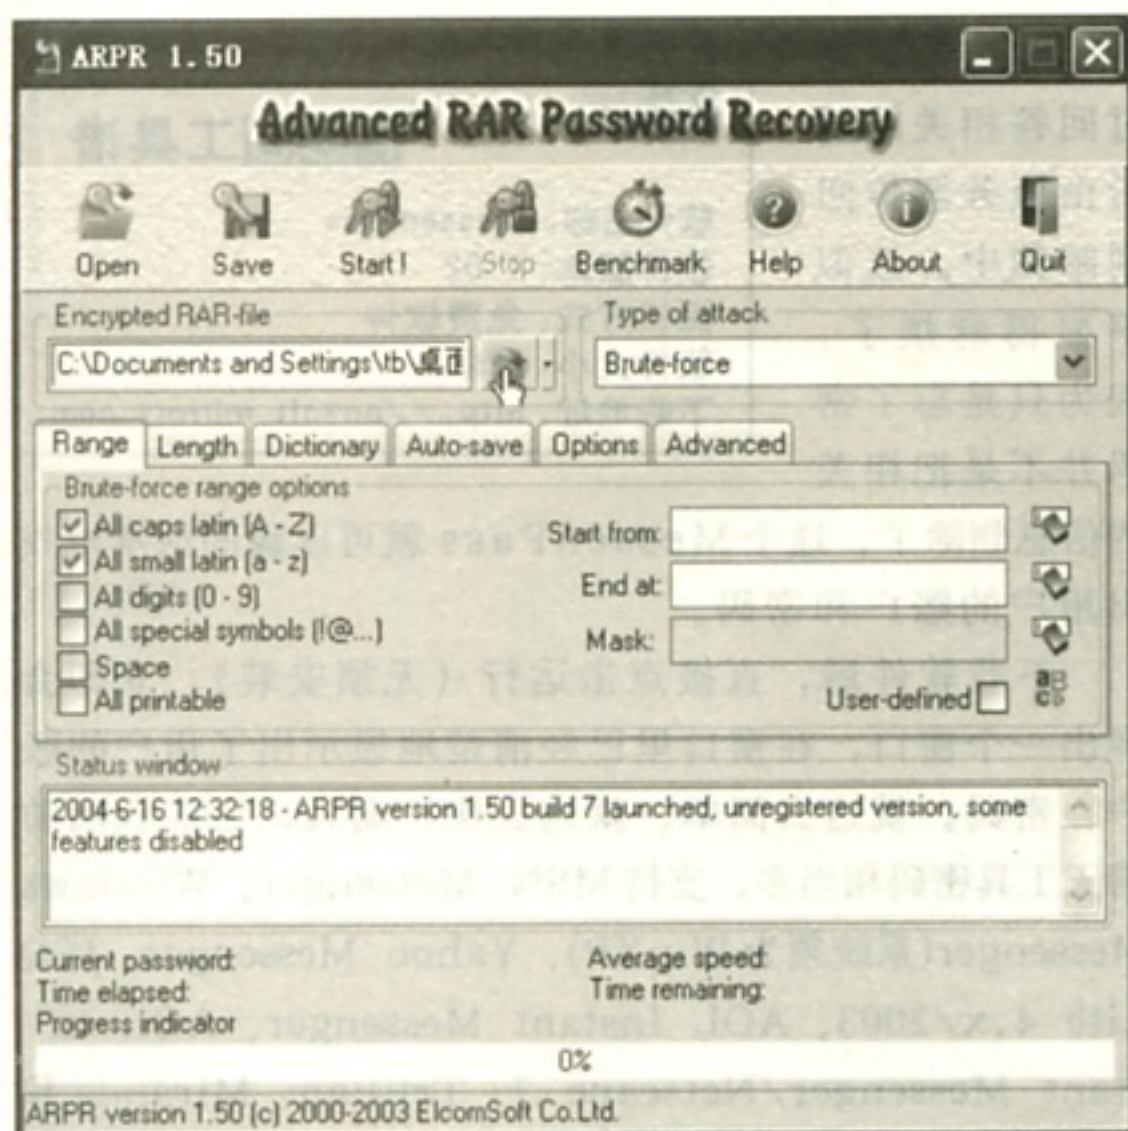 ARPR 1.50
Advanced RAR Password Recovery
Open Save Start! Stop Benchmark Help About Quit
Encrypted RAR-file Type of attack
C:\Documents and Settings\tb\桌面 Brute-force
Range Length Dictionary Auto-save Options Advanced
Brute-force range options
All caps latin (A - Z)
Start from:
All small latin (a - z)
End at:
All digits (0 - 9)
All special symbols (!@...)
Mask:
Space
All printable
User-defined
Status window
2004-6-16 12:32:18 - ARPR version 1.50 build 7 launched, unregistered version, some
features disabled
Current password: Average speed:
Time elapsed: Time remaining:
Progress indicator
0%
ARPR version 1.50 (c) 2000-2003 ElcomSoft Co.Ltd.